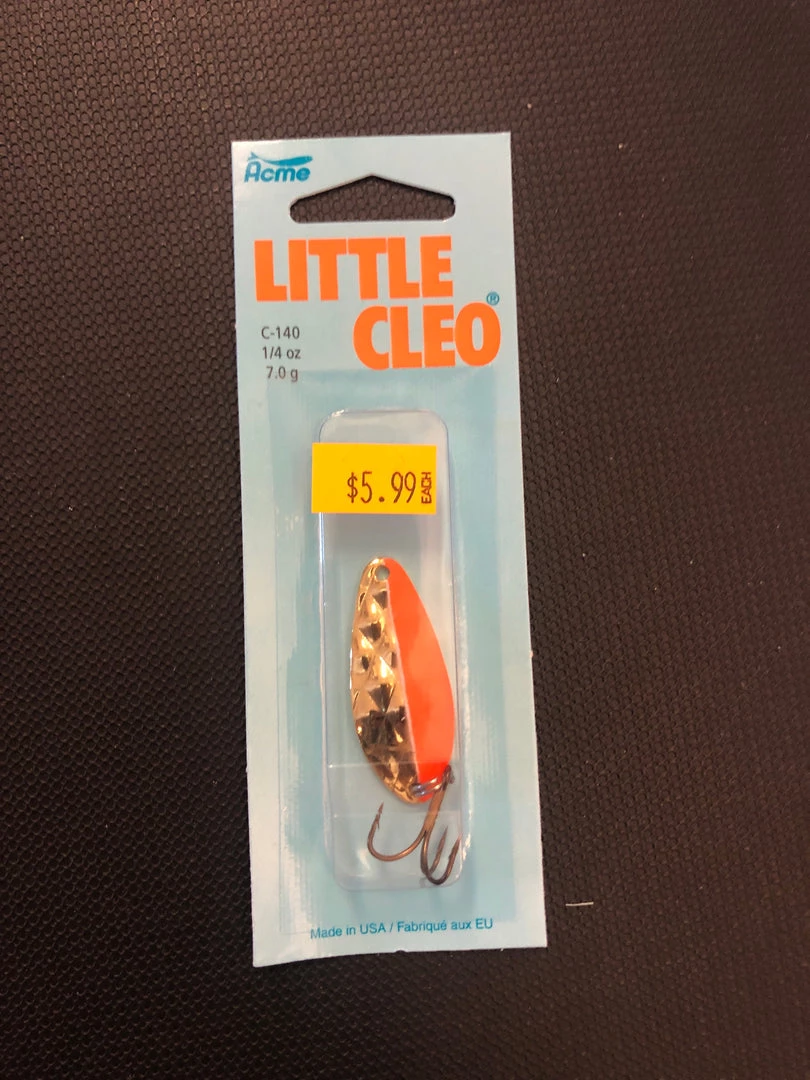 Acme
LITTLE
CLEO®
C-140
1/4 oz
7.0 g
$5.99 EACH
Made in USA / Fabriqué aux EU